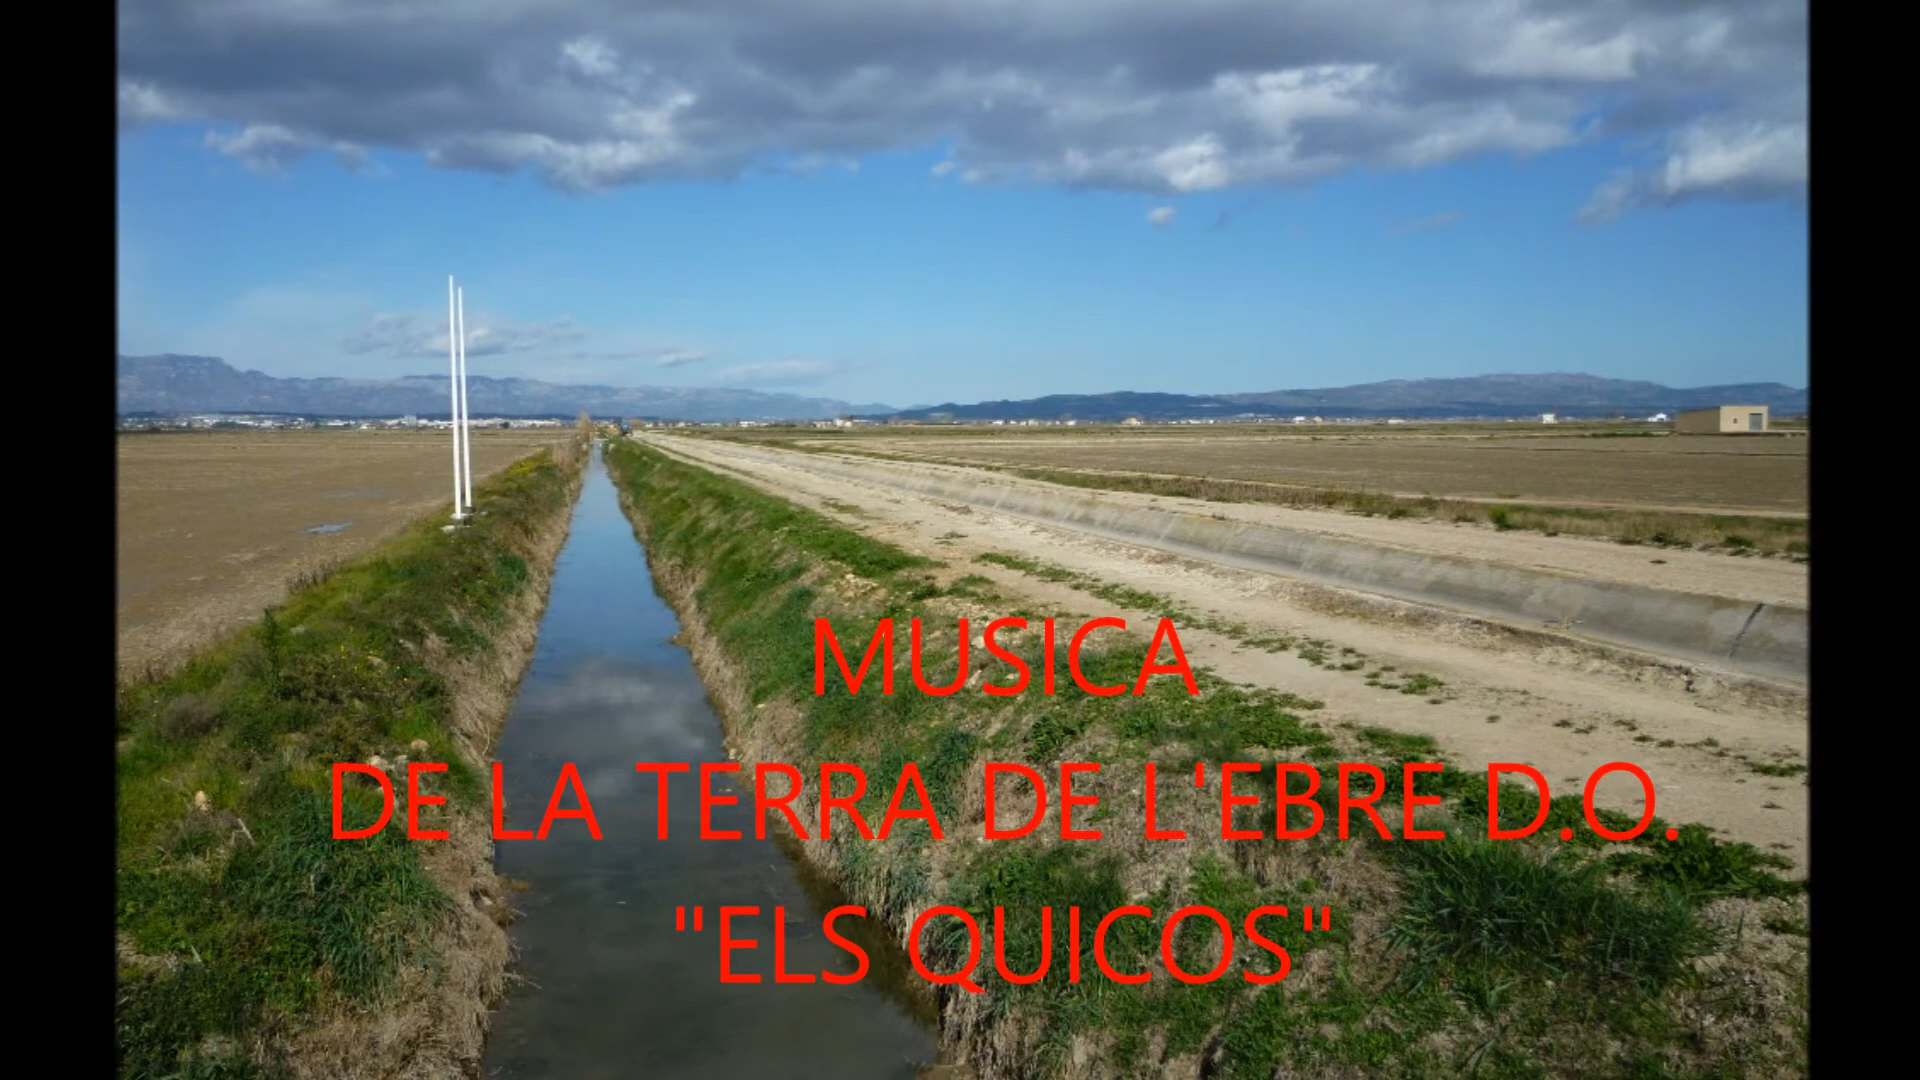 MUSICA
DE LA TERRA DE L'EBRE D.O.
"ELS QUICOS"